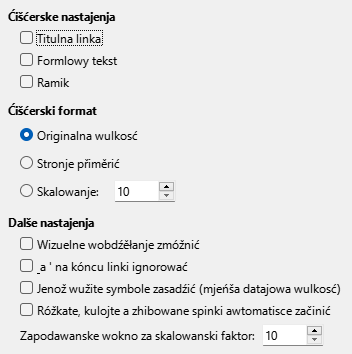 Ćišćerske nastajenja
Titulna linka
Formlowy tekst
Ramik
Ćišćerski format
Originalna wulkosć
Stronje přiměrić
Skalowanje: 10
Dalše nastajenja
Wizuelne wobdźěłanje zmóžnić
_a ' na kóncu linki ignorować
Jenož wužite symbole zasadźić (mjeńša datajowa wulkosć)
Róžkate, kulojte a zhibowane spinki awtomatisce začinić
Zapodawanske wokno za skalowanski faktor: 10